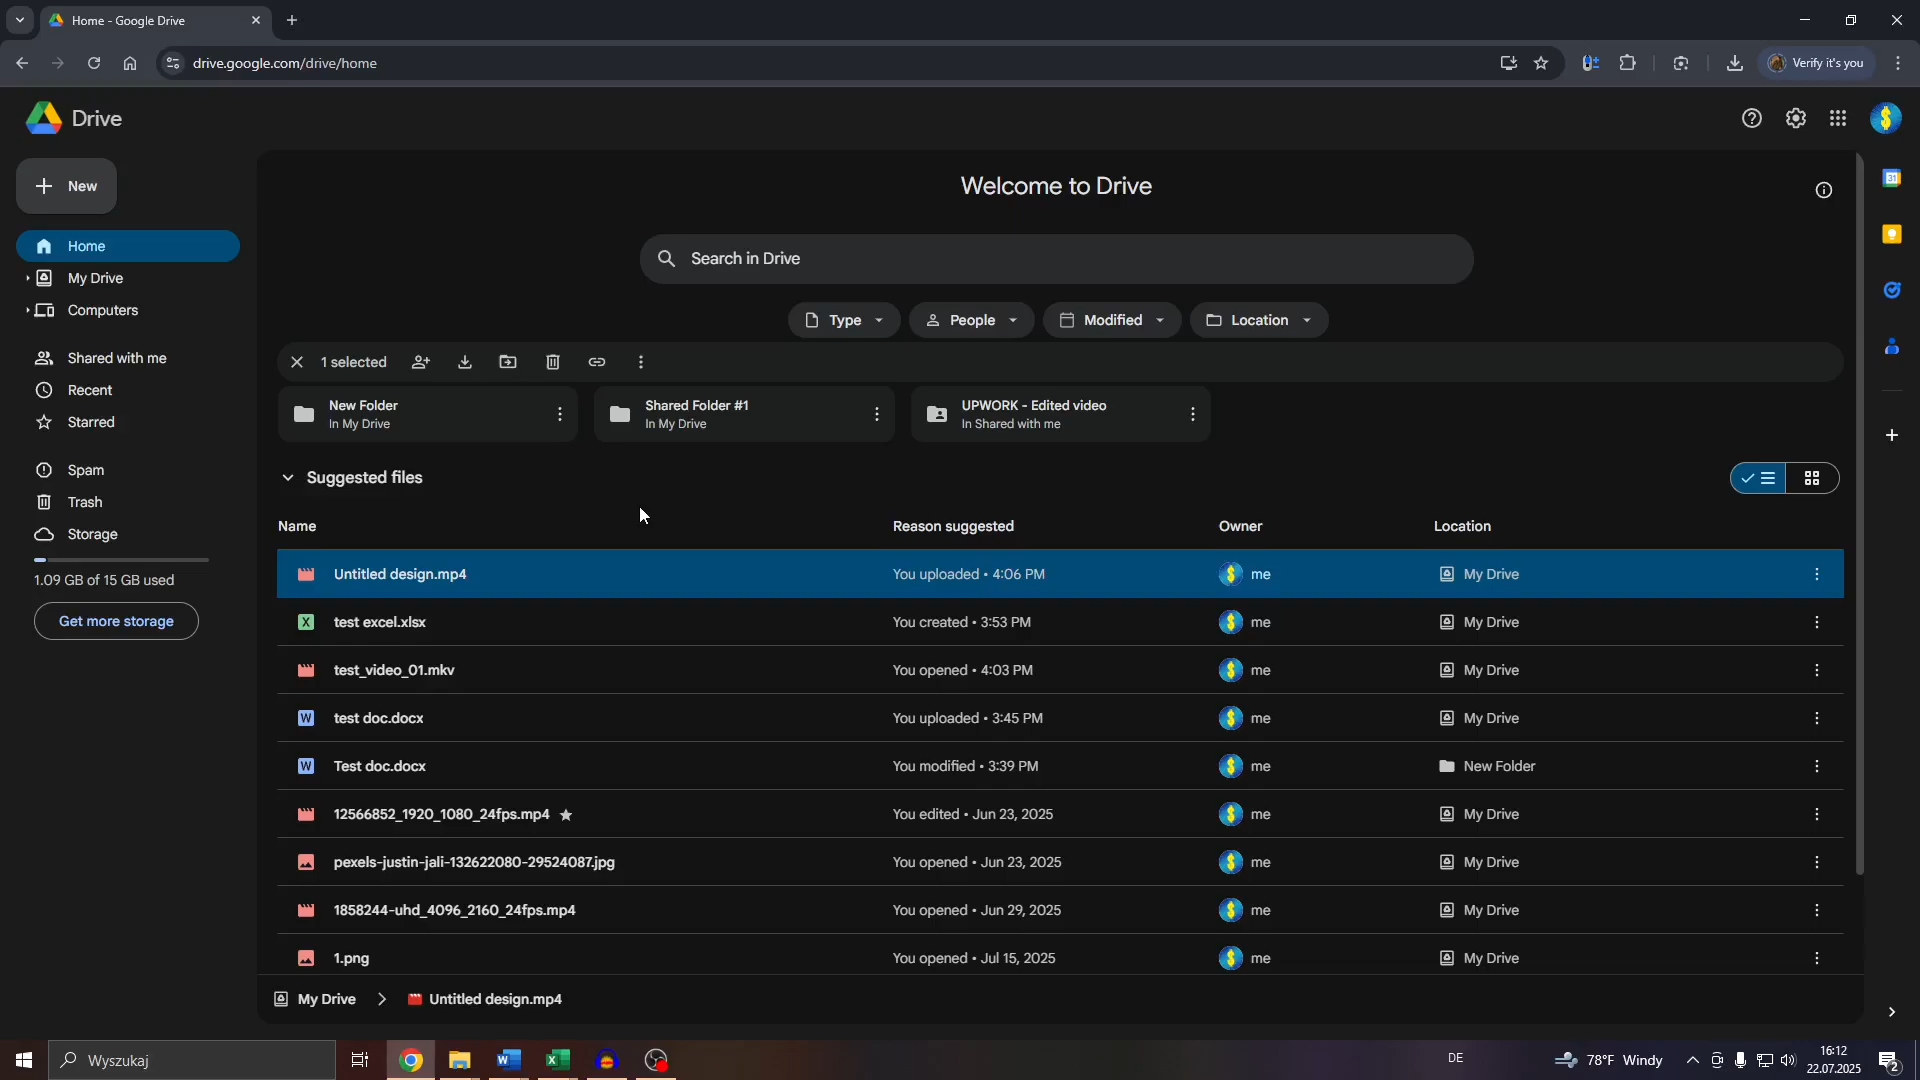 Home - Google Drive
drive.google.com/drive/home
Verify it's you
Drive
New
Home
My Drive
Computers
Shared with me
Recent
Starred
Spam
Trash
Storage
1.09 GB of 15 GB used
Get more storage
Welcome to Drive
Search in Drive
Type People Modified Location
1 selected
New Folder
In My Drive
Shared Folder #1
In My Drive
UPWORK - Edited video
In Shared with me
Suggested files
Name Reason suggested Owner Location
Untitled design.mp4 You uploaded • 4:06 PM me My Drive
test excel.xlsx You created • 3:53 PM me My Drive
test_video_01.mkv You opened • 4:03 PM me My Drive
test doc.docx You uploaded • 3:45 PM me My Drive
Test doc.docx You modified • 3:39 PM me New Folder
12566852_1920_1080_24fps.mp4 You edited • Jun 23, 2025 me My Drive
pexels-justin-jali-132622080-29524087.jpg You opened • Jun 23, 2025 me My Drive
1858244-uhd_4096_2160_24fps.mp4 You opened • Jun 29, 2025 me My Drive
1.png You opened • Jul 15, 2025 me My Drive
My Drive Untitled design.mp4
31
Wyszukaj
DE
78°F Windy
16:12
22.07.2025
2